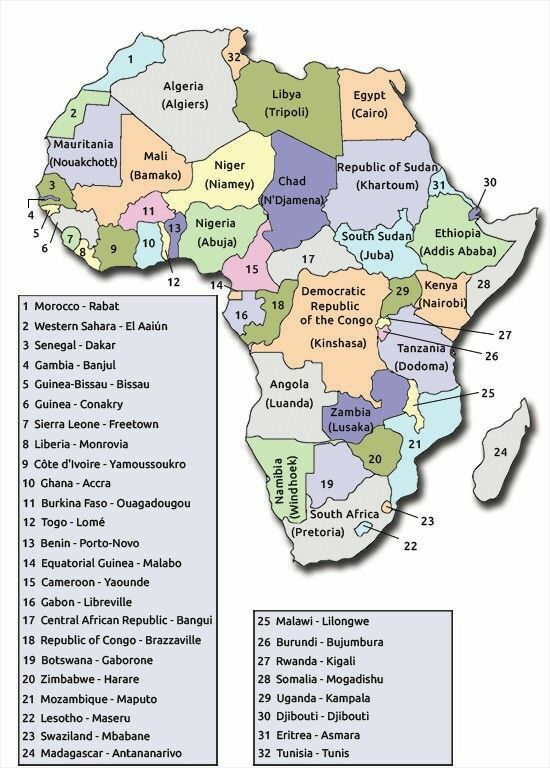 1
32
Algeria
(Algiers)
Libya
(Tripoli)
Egypt
(Cairo)
2
Mauritania
(Nouakchott)
Mali
(Bamako)
Niger
(Niamey)
Chad
(N'Djamena)
Republic of Sudan
(Khartoum)
30
31
3
4
5
6
7
8
9
10
11
12
13
Nigeria
(Abuja)
South Sudan
(Juba)
Ethiopia
(Addis Ababa)
14
15
16
17
18
Democratic
Republic
of the Congo
(Kinshasa)
29
Kenya
(Nairobi)
28
27
26
Tanzania
(Dodoma)
25
Angola
(Luanda)
Zambia
(Lusaka)
21
24
Namibia
(Windhoek)
19
20
South Africa
(Pretoria)
23
22
1 Morocco - Rabat
2 Western Sahara - El Aaiún
3 Senegal - Dakar
4 Gambia - Banjul
5 Guinea-Bissau - Bissau
6 Guinea - Conakry
7 Sierra Leone - Freetown
8 Liberia - Monrovia
9 Côte d'Ivoire - Yamoussoukro
10 Ghana - Accra
11 Burkina Faso - Ouagadougou
12 Togo - Lomé
13 Benin - Porto-Novo
14 Equatorial Guinea - Malabo
15 Cameroon - Yaounde
16 Gabon - Libreville
17 Central African Republic - Bangui
18 Republic of Congo - Brazzaville
19 Botswana - Gaborone
20 Zimbabwe - Harare
21 Mozambique - Maputo
22 Lesotho - Maseru
23 Swaziland - Mbabane
24 Madagascar - Antananarivo
25 Malawi - Lilongwe
26 Burundi - Bujumbura
27 Rwanda - Kigali
28 Somalia - Mogadishu
29 Uganda - Kampala
30 Djibouti - Djibouti
31 Eritrea - Asmara
32 Tunisia - Tunis